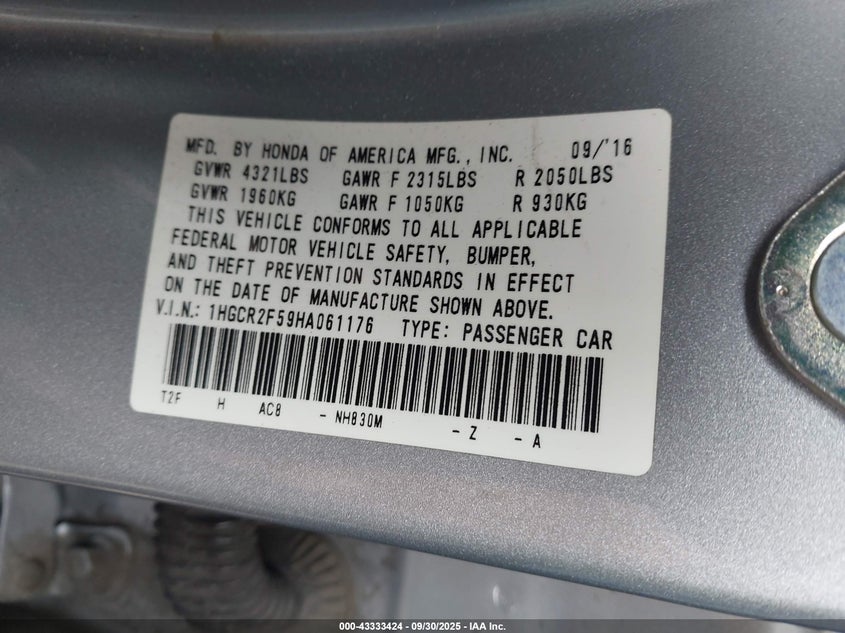 MFD. BY HONDA OF AMERICA MFG., INC. 09/'16
GVWR 4321LBS GAWR F 2315LBS R 2050LBS
GVWR 1960KG GAWR F 1050KG R 930KG
THIS VEHICLE CONFORMS TO ALL APPLICABLE
FEDERAL MOTOR VEHICLE SAFETY, BUMPER,
AND THEFT PREVENTION STANDARDS IN EFFECT
ON THE DATE OF MANUFACTURE SHOWN ABOVE.
V.I.N.: 1HGCR2F59HA061176 TYPE: PASSENGER CAR
T2F H AC8 - NH830M - Z - A
000-43333424 - 09/30/2025 - IAA Inc.